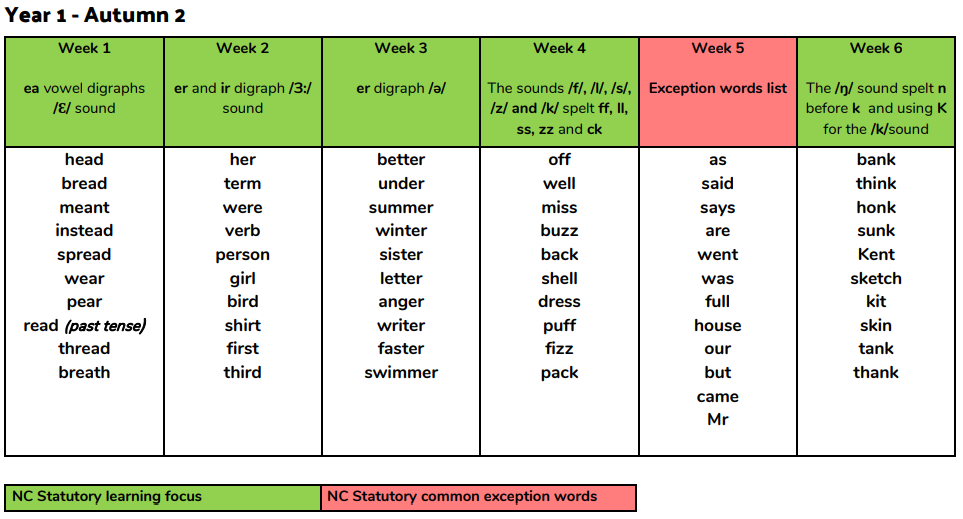 Year 1 - Autumn 2
Week 1
ea vowel digraphs
/Ɛ/ sound
head
bread
meant
instead
spread
wear
pear
read (past tense)
thread
breath
Week 2
er and ir digraph /3:/
sound
her
term
were
verb
person
girl
bird
shirt
first
third
Week 3
er digraph /ə/
better
under
summer
winter
sister
letter
anger
writer
faster
swimmer
Week 4
The sounds /f/, /l/, /s/,
/z/ and /k/ spelt ff, ll,
ss, zz and ck
off
well
miss
buzz
back
shell
dress
puff
fizz
pack
Week 5
Exception words list
as
said
says
are
went
was
full
house
our
but
came
Mr
Week 6
The /ŋ/ sound spelt n
before k and using K
for the /k/sound
bank
think
honk
sunk
Kent
sketch
kit
skin
tank
thank
NC Statutory learning focus
NC Statutory common exception words